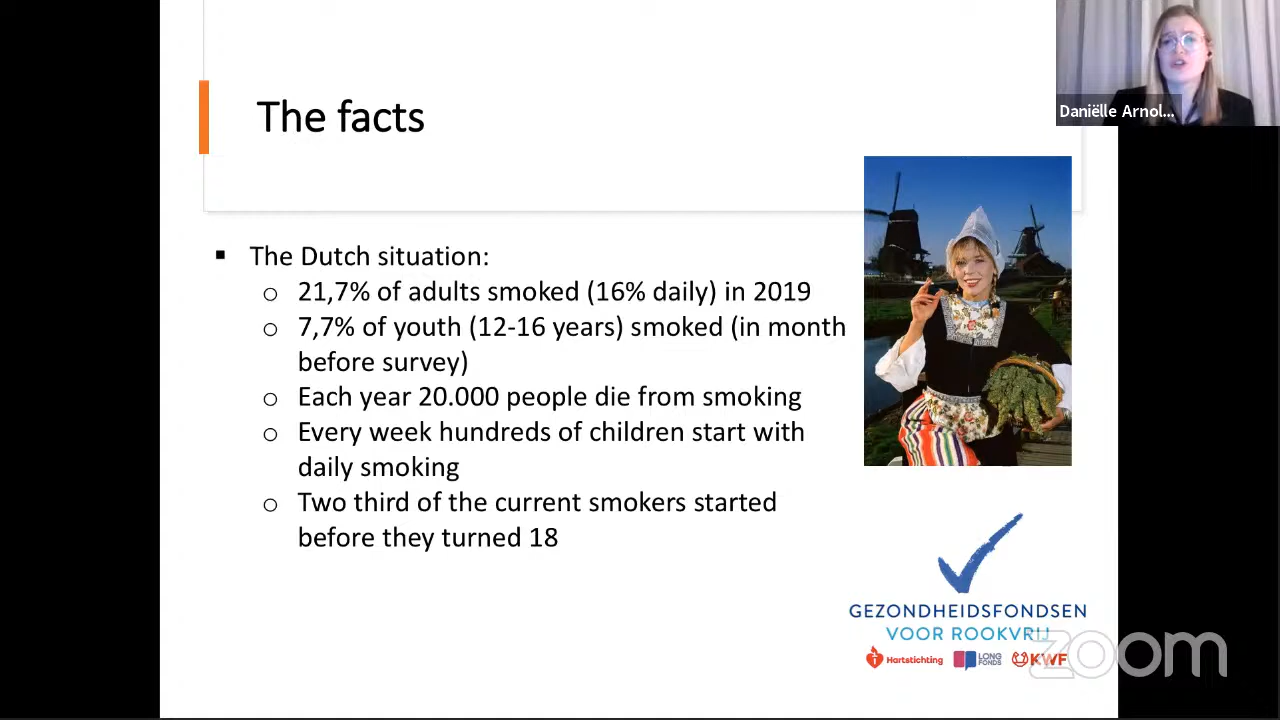 The facts
Daniëlle Arnol...
▪ The Dutch situation:
o 21,7% of adults smoked (16% daily) in 2019
o 7,7% of youth (12-16 years) smoked (in month
before survey)
o Each year 20.000 people die from smoking
o Every week hundreds of children start with
daily smoking
o Two third of the current smokers started
before they turned 18
GEZONDHEIDSFONDSEN
VOOR ROOKVRIJ
Hartstichting
LONG
FONDS
KWF
zoom